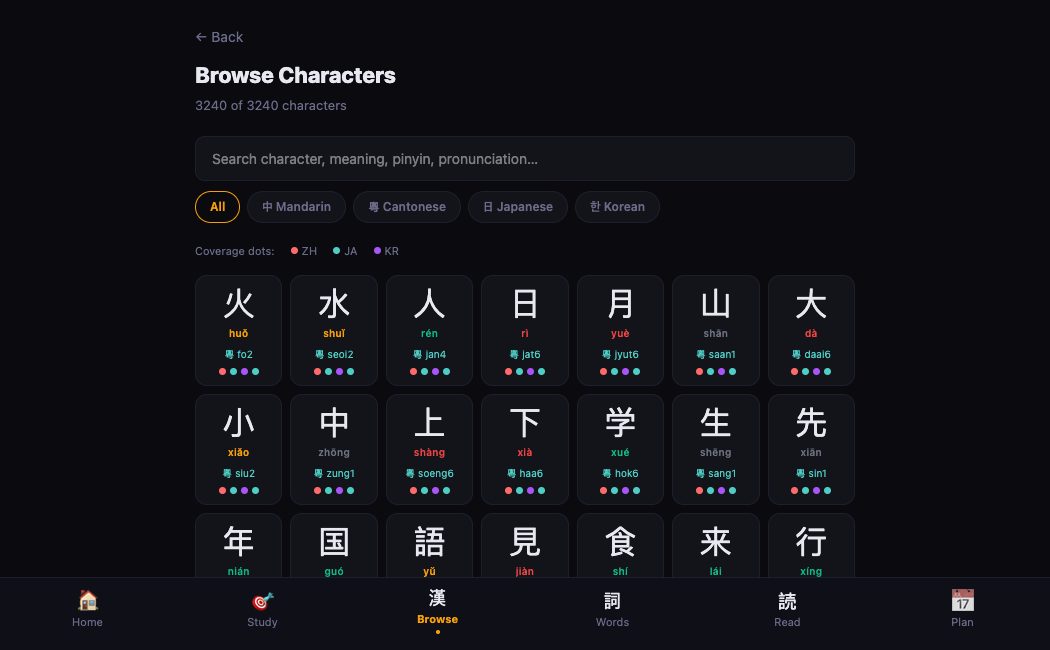 ← Back
Browse Characters
3240 of 3240 characters
Search character, meaning, pinyin, pronunciation...
All 中 Mandarin 粵 Cantonese 日 Japanese 한 Korean
Coverage dots: ZH JA KR
火 水 人 日 月 山 大
huǒ shuǐ rén rì yuè shān dà
粵 fo2 粵 seoi2 粵 jan4 粵 jat6 粵 jyut6 粵 saan1 粵 daai6
小 中 上 下 学 生 先
xiǎo zhōng shàng xià xué shēng xiān
粵 siu2 粵 zung1 粵 soeng6 粵 haa6 粵 hok6 粵 sang1 粵 sin1
年 国 語 見 食 来 行
nián guó yǔ jiàn shí lái xíng
17
漢 詞 読
Home Study Browse Words Read Plan